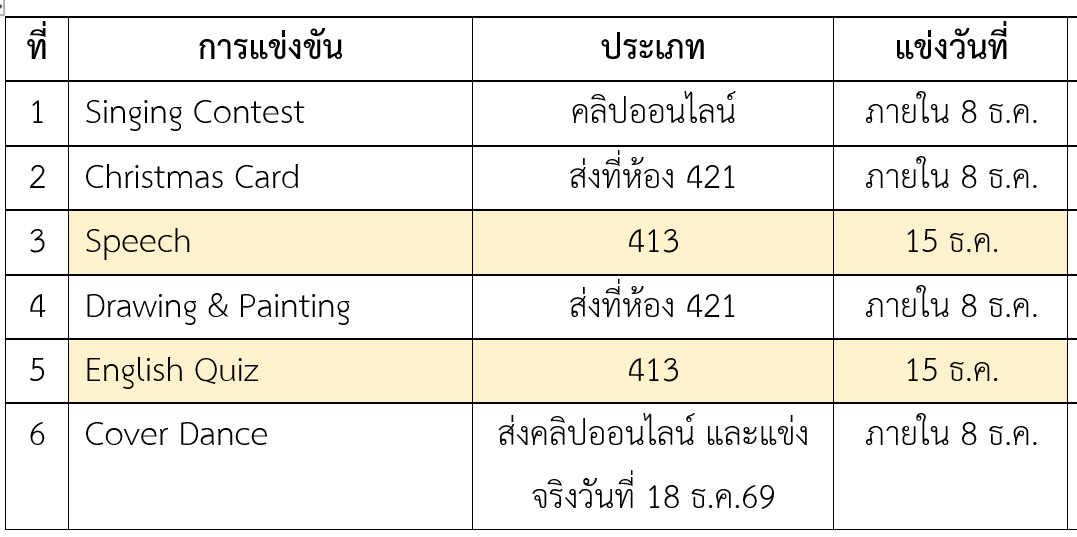 ที่ การแข่งขัน ประเภท แข่งวันที่
1 Singing Contest คลิปออนไลน์ ภายใน 8 ธ.ค.
2 Christmas Card ส่งที่ห้อง 421 ภายใน 8 ธ.ค.
3 Speech 413 15 ธ.ค.
4 Drawing & Painting ส่งที่ห้อง 421 ภายใน 8 ธ.ค.
5 English Quiz 413 15 ธ.ค.
6 Cover Dance ส่งคลิปออนไลน์ และแข่ง ภายใน 8 ธ.ค.
จริงวันที่ 18 ธ.ค.69